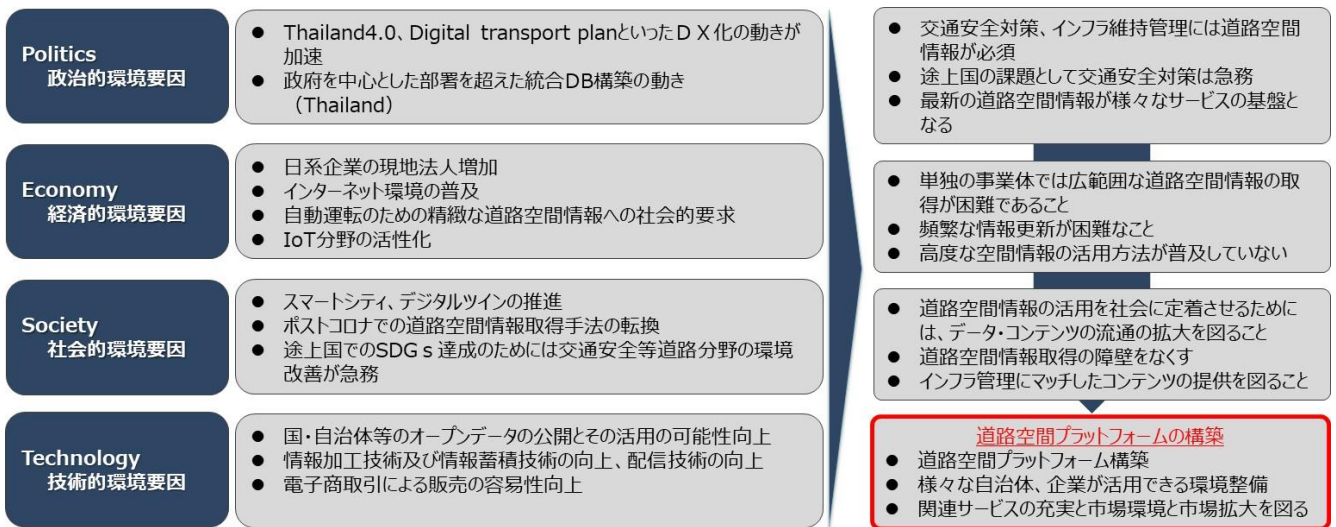 Politics
政治的環境要因
● Thailand4.0、Digital transport planといったＤＸ化の動きが
加速
● 政府を中心とした部署を超えた統合DB構築の動き
（Thailand）
Economy
経済的環境要因
● 日系企業の現地法人増加
● インターネット環境の普及
● 自動運転のための精緻な道路空間情報への社会的要求
● IoT分野の活性化
Society
社会的環境要因
● スマートシティ、デジタルツインの推進
● ポストコロナでの道路空間情報取得手法の転換
● 途上国でのSDGｓ達成のためには交通安全等道路分野の環境
改善が急務
Technology
技術的環境要因
● 国・自治体等のオープンデータの公開とその活用の可能性向上
● 情報加工技術及び情報蓄積技術の向上、配信技術の向上
● 電子商取引による販売の容易性向上
● 交通安全対策、インフラ維持管理には道路空間
情報が必須
● 途上国の課題として交通安全対策は急務
● 最新の道路空間情報が様々なサービスの基盤と
なる
● 単独の事業体では広範囲な道路空間情報の取
得が困難であること
● 頻繁な情報更新が困難なこと
● 高度な空間情報の活用方法が普及していない
● 道路空間情報の活用を社会に定着させるために
は、データ・コンテンツの流通の拡大を図ること
● 道路空間情報取得の障壁をなくす
● インフラ管理にマッチしたコンテンツの提供を図ること
道路空間プラットフォームの構築
● 道路空間プラットフォーム構築
● 様々な自治体、企業が活用できる環境整備
● 関連サービスの充実と市場環境と市場拡大を図る